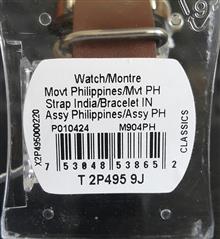 Watch/Montre
Movt Philippines/Mvt PH
Strap India/Bracelet IN
Assy Philippines/Assy PH
P010424 M904PH
7 53048 53865 2
T 2P495 9J
X2P495000220
CLASSICS